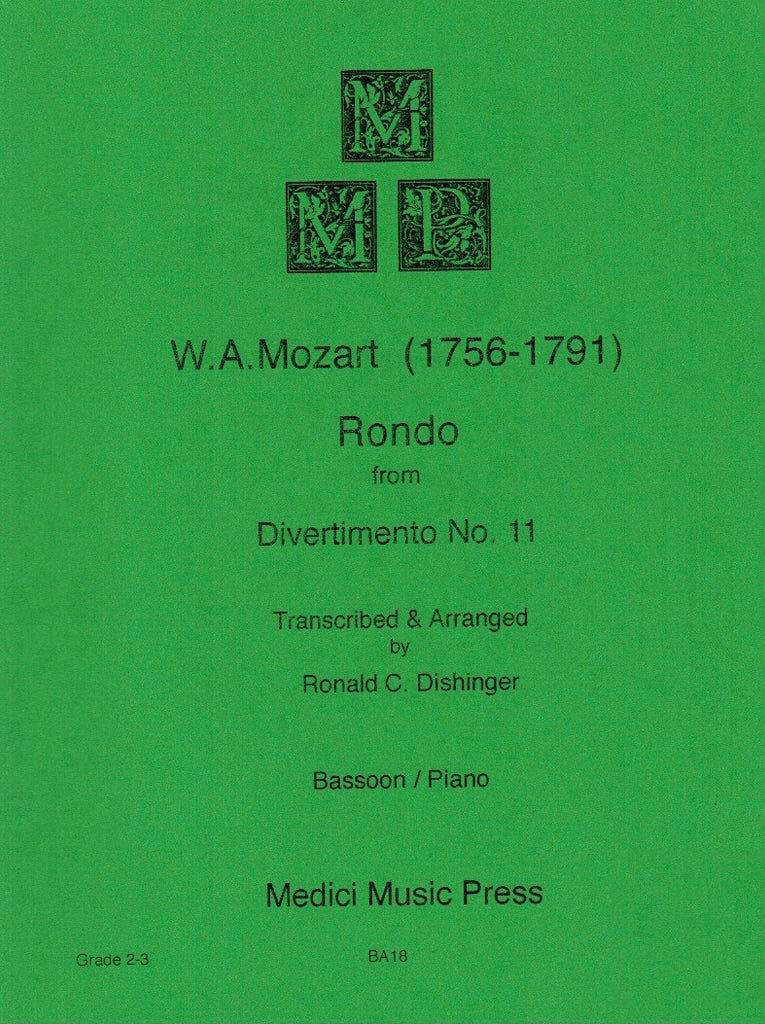 M
M P
W.A.Mozart (1756-1791)
Rondo
from
Divertimento No. 11
Transcribed & Arranged
by
Ronald C. Dishinger
Bassoon / Piano
Medici Music Press
Grade 2-3 BA18